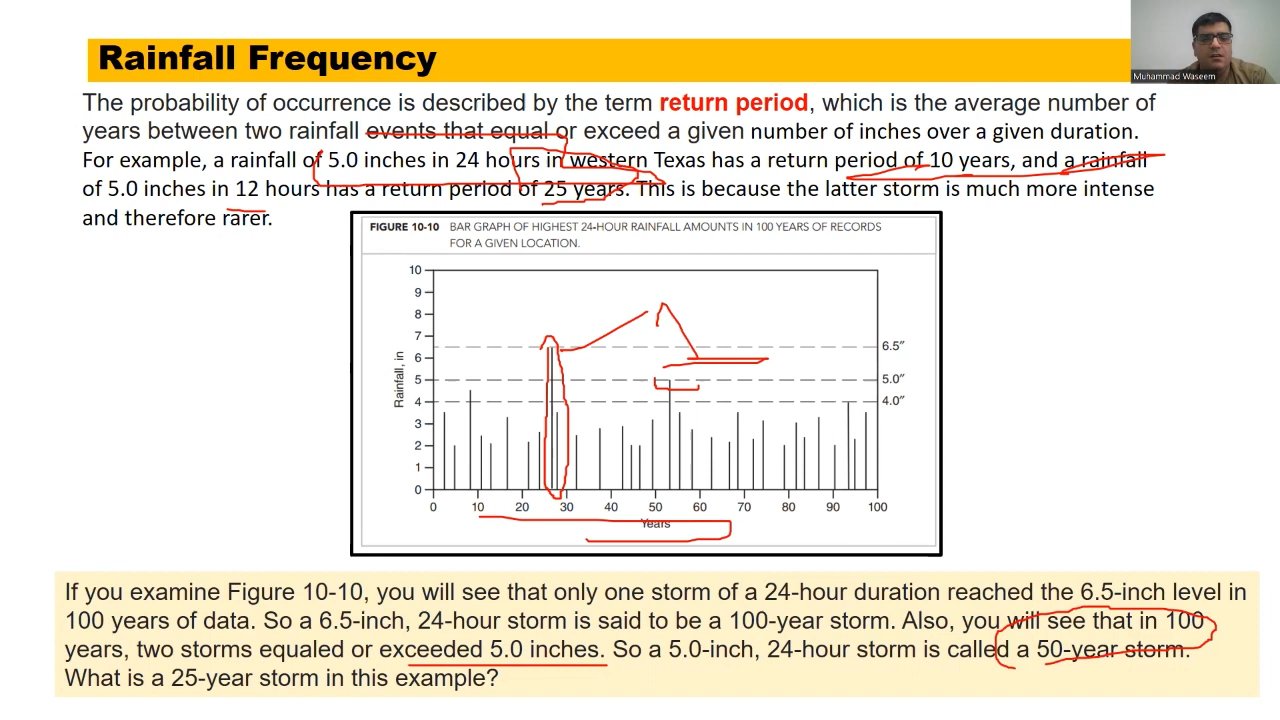 Muhammad Waseem
Rainfall Frequency
The probability of occurrence is described by the term return period, which is the average number of
years between two rainfall events that equal or exceed a given number of inches over a given duration.
For example, a rainfall of 5.0 inches in 24 hours in western Texas has a return period of 10 years, and a rainfall
of 5.0 inches in 12 hours has a return period of 25 years. This is because the latter storm is much more intense
and therefore rarer.
FIGURE 10-10 BAR GRAPH OF HIGHEST 24-HOUR RAINFALL AMOUNTS IN 100 YEARS OF RECORDS
FOR A GIVEN LOCATION.
10
9
8
7
6
5
4
3
2
1
0
Rainfall, in
6.5"
5.0"
4.0"
0 10 20 30 40 50 60 70 80 90 100
Years
If you examine Figure 10-10, you will see that only one storm of a 24-hour duration reached the 6.5-inch level in
100 years of data. So a 6.5-inch, 24-hour storm is said to be a 100-year storm. Also, you will see that in 100
years, two storms equaled or exceeded 5.0 inches. So a 5.0-inch, 24-hour storm is called a 50-year storm.
What is a 25-year storm in this example?